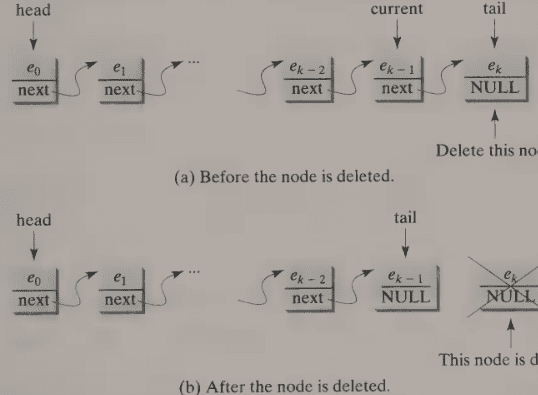 head current tail
e0 e1 ... ek – 2 ek – 1 ek
next next next next NULL
Delete this
(a) Before the node is deleted.
head tail
e0 e1 ... ek – 2 ek – 1 ek
next next next NULL NULL
This node is
(b) After the node is deleted.